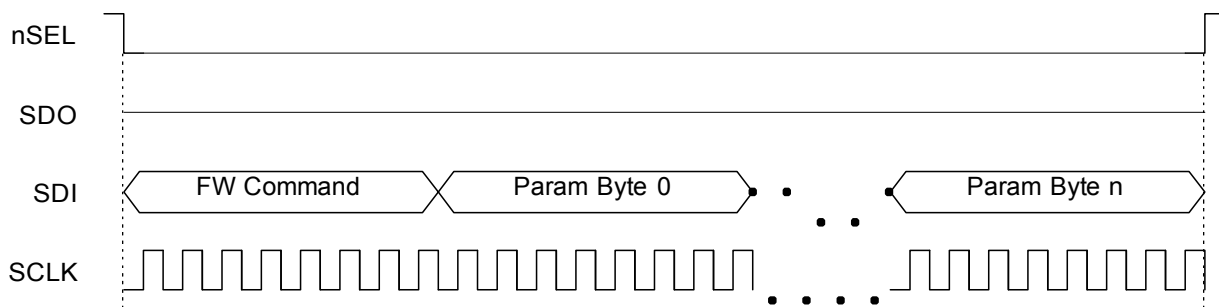 nSEL
SDO
SDI FW Command Param Byte 0 Param Byte n
SCLK